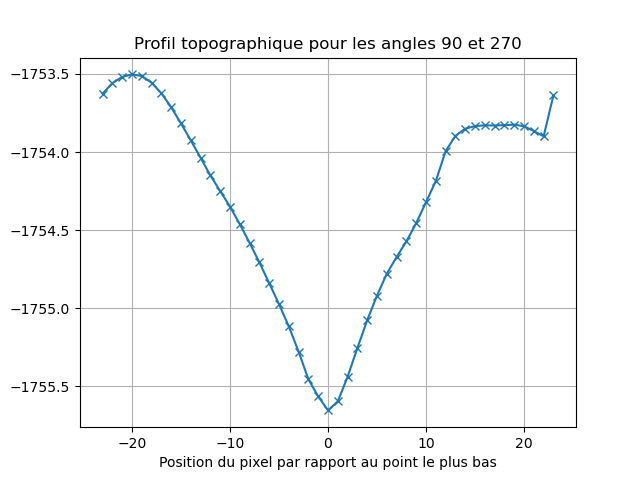 Profil topographique pour les angles 90 et 270
−1753.5
−1754.0
−1754.5
−1755.0
−1755.5
−20 −10 0 10 20
Position du pixel par rapport au point le plus bas